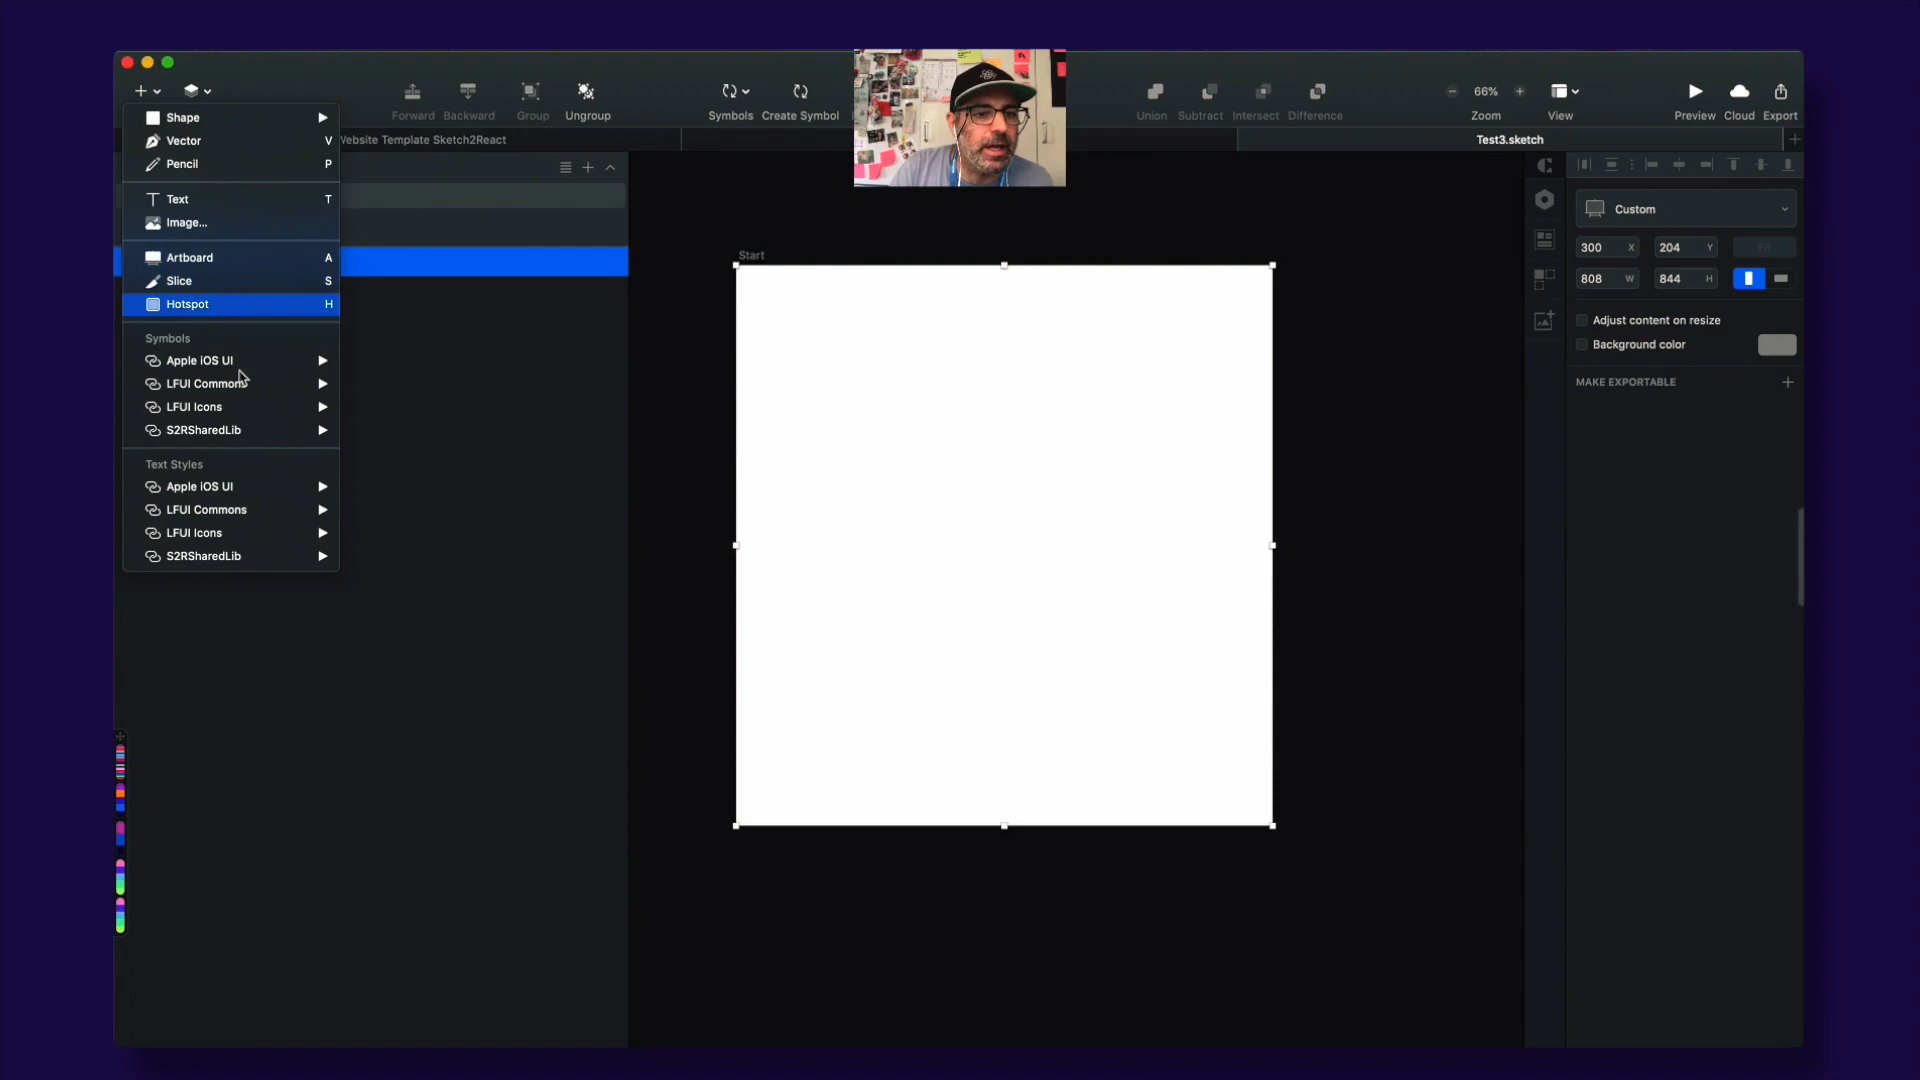 Forward
Backward
Group
Ungroup
Symbols
Create Symbol
Union
Subtract
Intersect
Difference
66%
Zoom
View
Preview
Cloud
Export
Website Template Sketch2React
Test3.sketch
Shape
Vector V
Pencil P
Text T
Image...
Artboard A
Slice S
Hotspot H
Symbols
Apple iOS UI
LFUI Commons
LFUI Icons
S2RSharedLib
Text Styles
Apple iOS UI
LFUI Commons
LFUI Icons
S2RSharedLib
Start
Custom
300 X 204 Y Fit
808 W 844 H
Adjust content on resize
Background color
MAKE EXPORTABLE